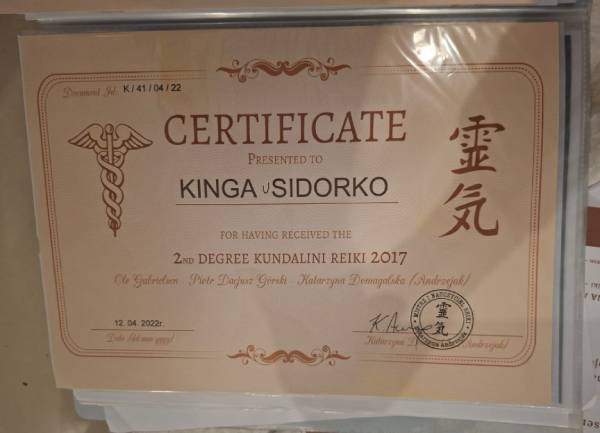 Document Id: K / 41 / 04 / 22
CERTIFICATE
PRESENTED TO
KINGA SIDORKO
霊気
FOR HAVING RECEIVED THE
2ND DEGREE KUNDALINI REIKI 2017
Ole Gabrielsen - Piotr Dagjusz Górski - Katarzyna Domagalska /Andrzejak/
12. 04. 2022r.
Date (dd mm yyyy)
Katarzyna
Andrzejak/
霊気